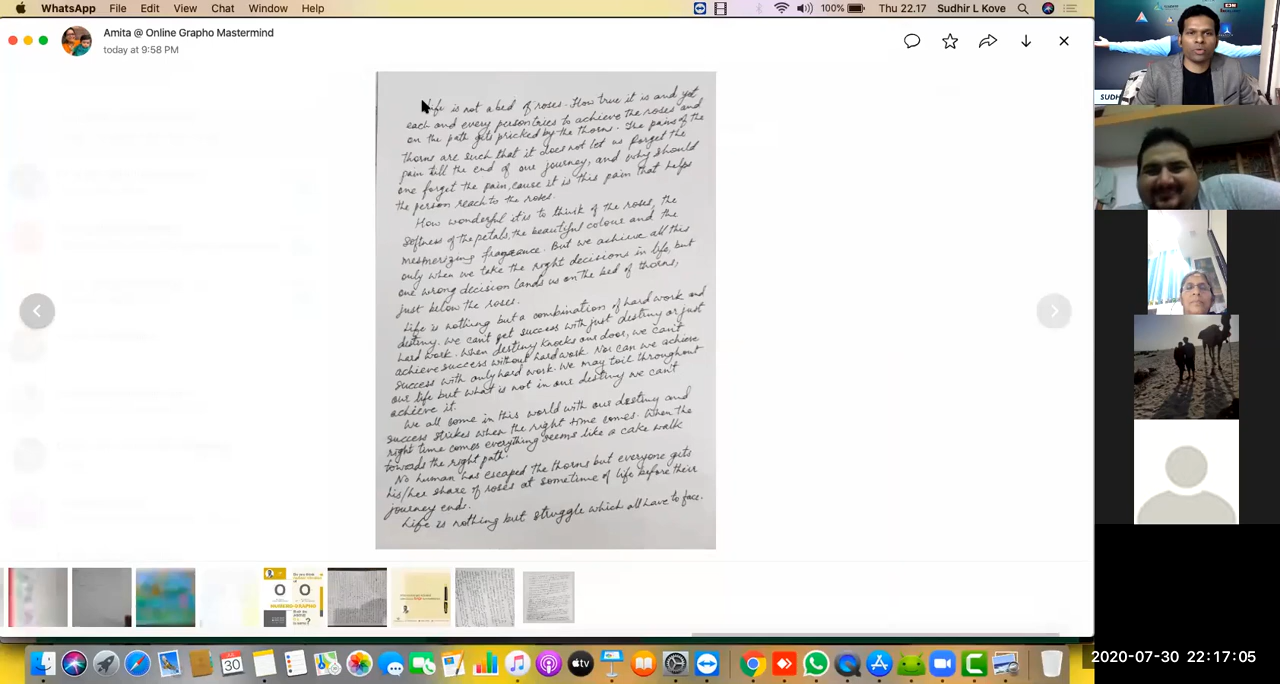 WhatsApp File Edit View Chat Window Help 100% Thu 22.17 Sudhir L Kove
Amita @ Online Grapho Mastermind
today at 9:58 PM
SUDH
Life is not a bed of roses. How true it is and yet
each and every person tries to achieve the roses and
on the path gets pricked by the thorns. The pains of the
thorns are such that it does not let us forget the
pain till the end of our journey, and why should
one forget the pain, cause it is this pain that helps
the person reach to the roses.
How wonderful it is to think of the roses, the
softness of the petals, the beautiful colour and the
mesmerizing fragrance. But we achieve all this
only when we take the right decisions in life, but
one wrong decision lands us on the bed of thorns,
just below the roses.
Life is nothing but a combination of hard work and
destiny. We can't get success with just destiny or just
hard work. When destiny knocks our door, we can't
achieve success without hard work. Nor can we achieve
success with only hard work. We may toil throughout
our life but what is not in our destiny we can't
achieve it.
We all come in this world with our destiny and
success strikes when the right time comes. When the
right time comes everything seems like a cake walk
towards the right path.
No human has escaped the thorns but everyone gets
his/her share of roses at sometime of life before their
journey ends.
Life is nothing but struggle which all have to face.
JUL
30
tv
2020-07-30 22:17:05